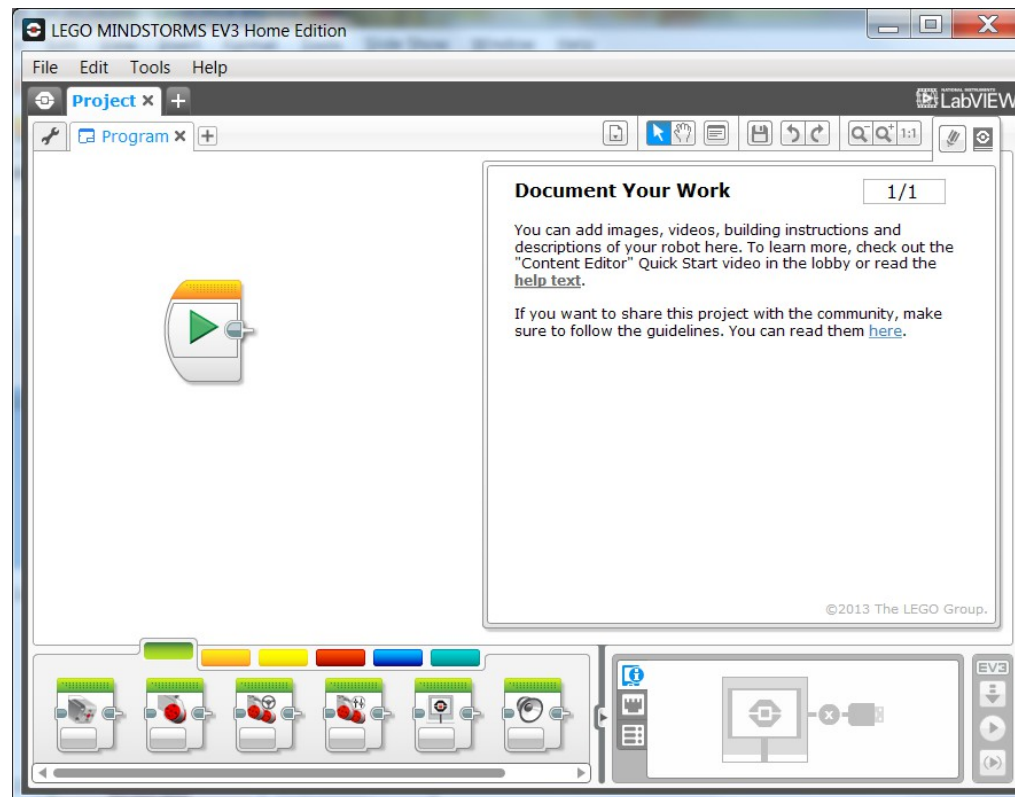 LEGO MINDSTORMS EV3 Home Edition
File Edit Tools Help
Project
NATIONAL INSTRUMENTS
LabVIEW
Program
1:1
Document Your Work
1/1
You can add images, videos, building instructions and
descriptions of your robot here. To learn more, check out the
"Content Editor" Quick Start video in the lobby or read the
help text.
If you want to share this project with the community, make
sure to follow the guidelines. You can read them here.
©2013 The LEGO Group.
EV3